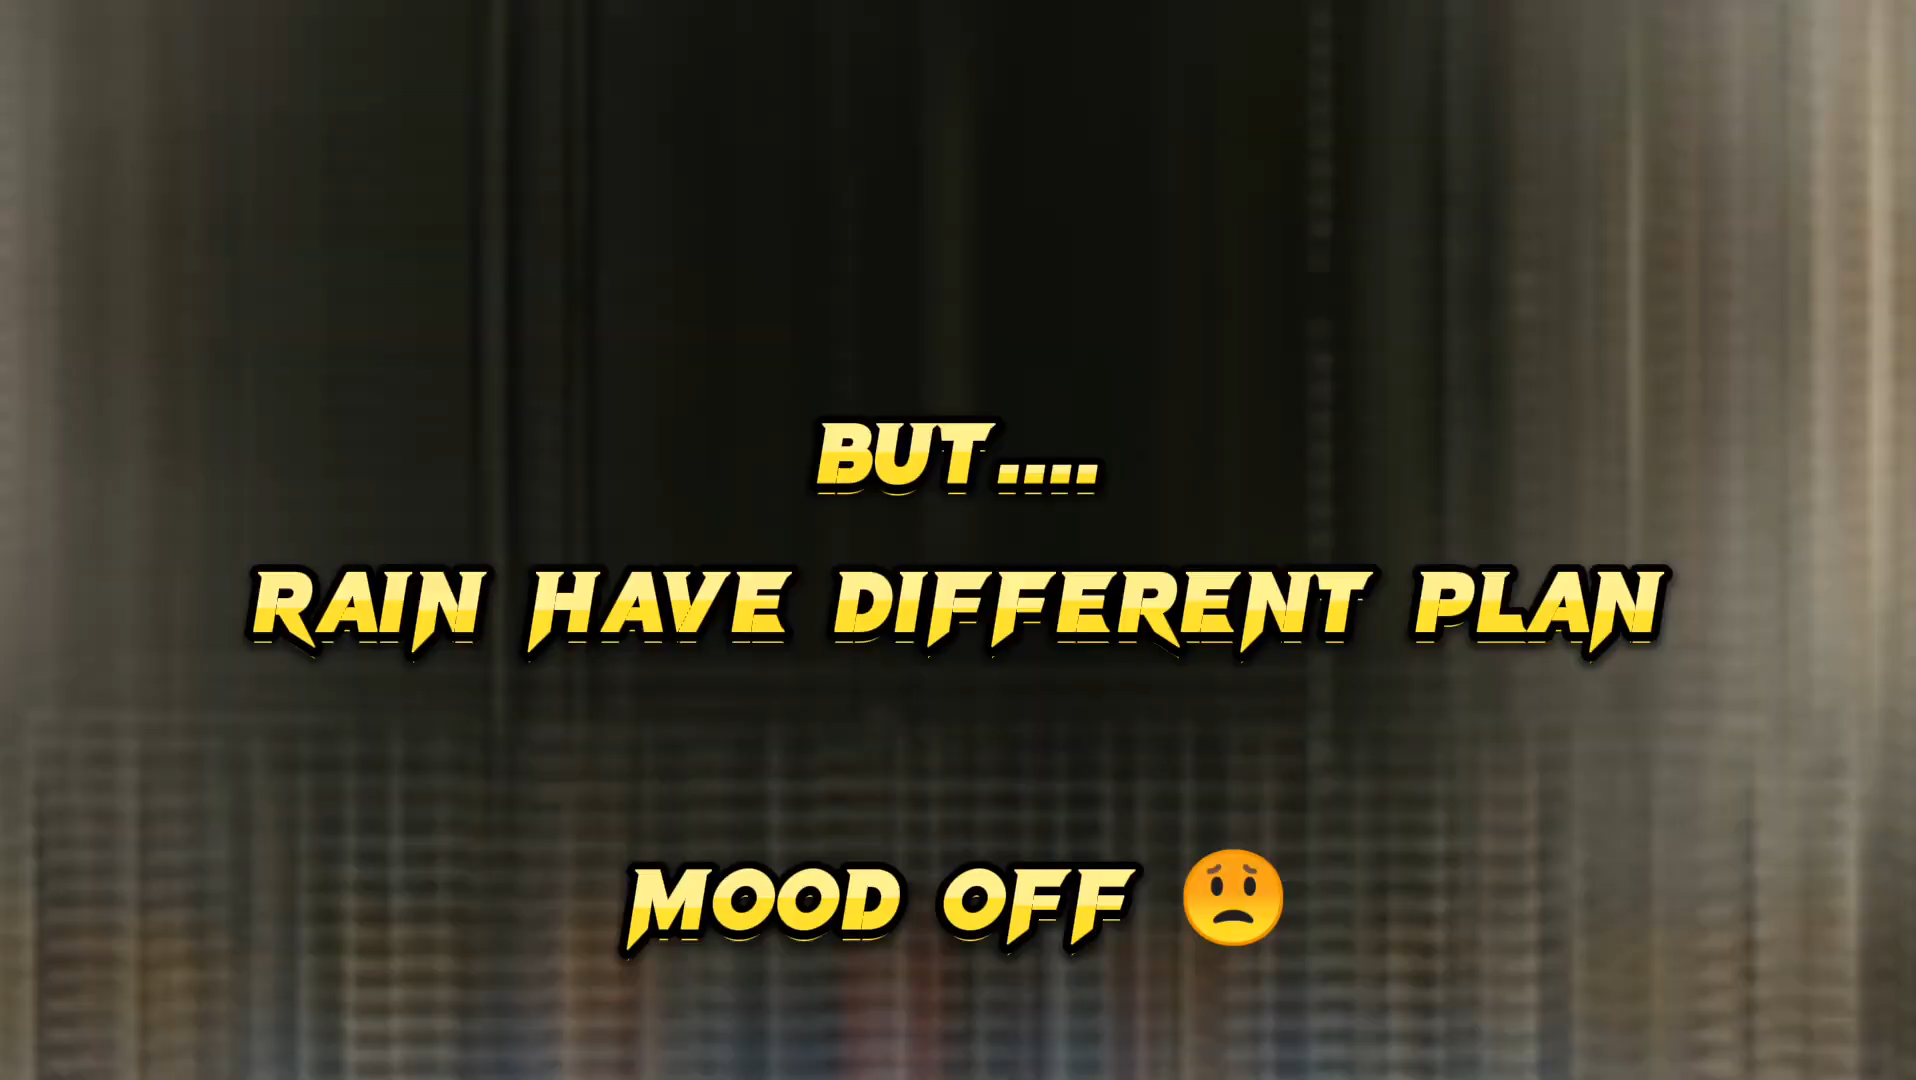 BUT....
RAIN HAVE DIFFERENT PLAN
MOOD OFF 😟